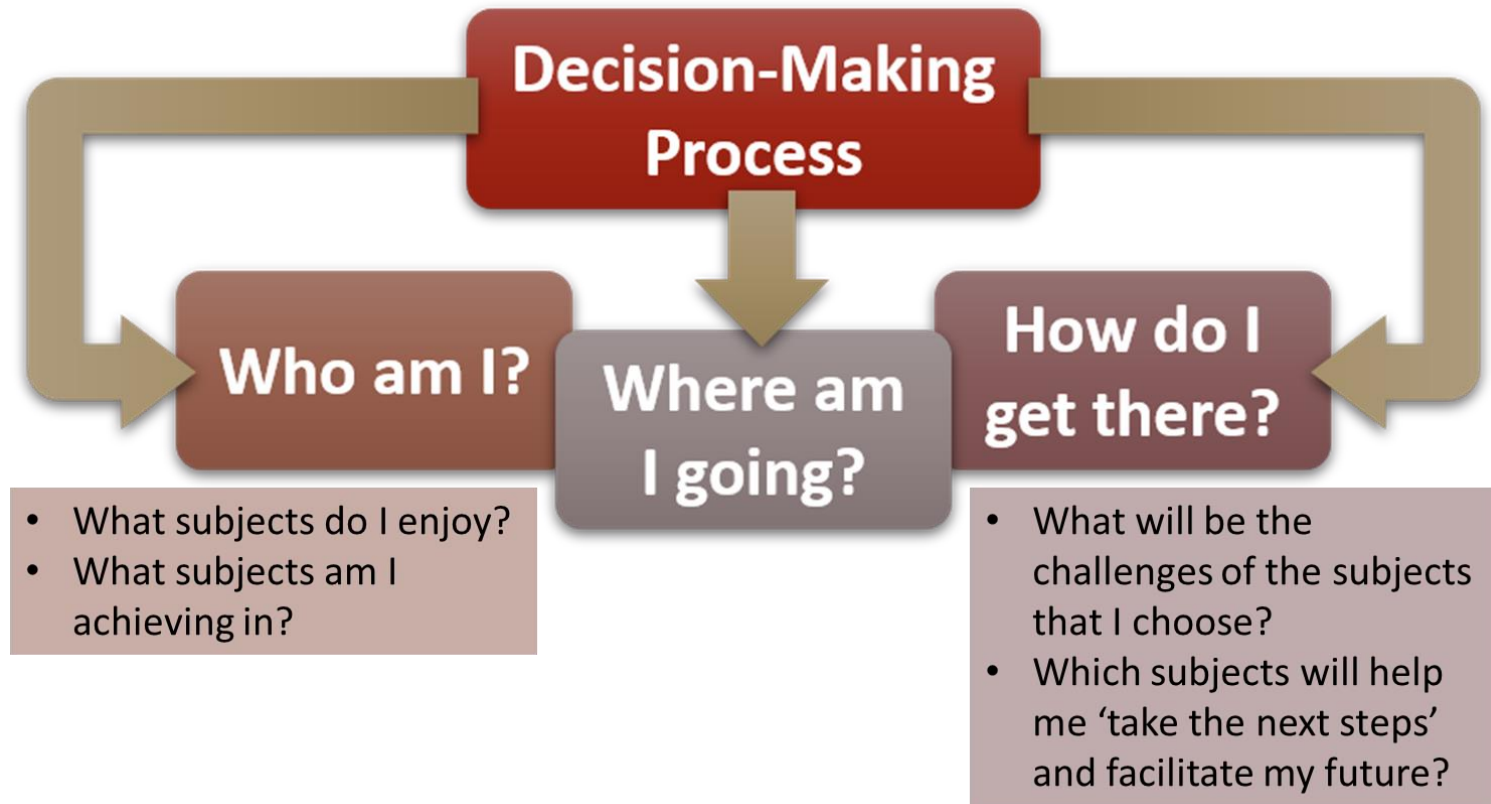 Decision-Making
Process
Who am I?
Where am
I going?
How do I
get there?
• What subjects do I enjoy?
• What subjects am I
achieving in?
• What will be the
challenges of the subjects
that I choose?
• Which subjects will help
me ‘take the next steps’
and facilitate my future?